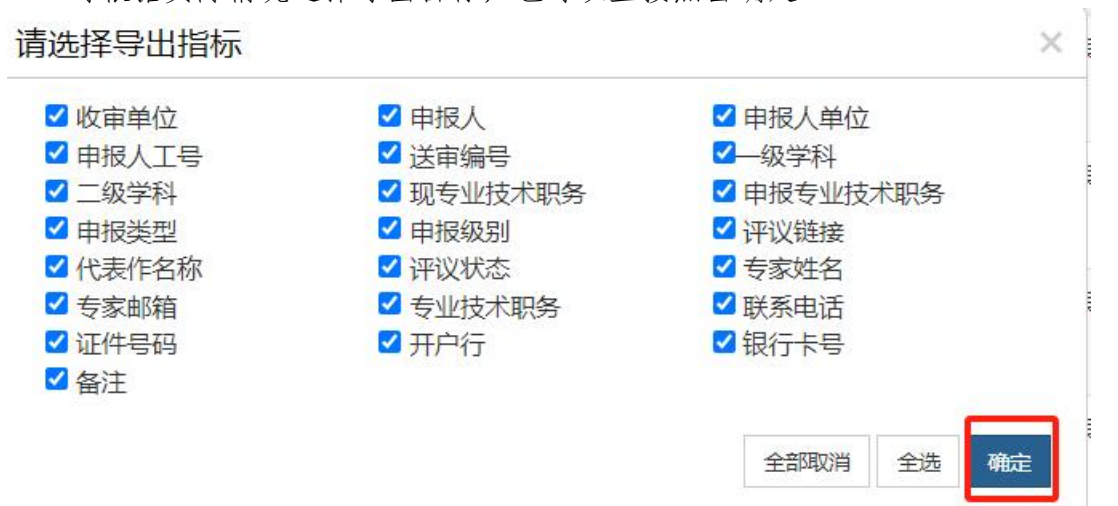 请选择导出指标 ×
收审单位 申报人 申报人单位
申报人工号 送审编号 一级学科
二级学科 现专业技术职务 申报专业技术职务
申报类型 申报级别 评议链接
代表作名称 评议状态 专家姓名
专家邮箱 专业技术职务 联系电话
证件号码 开户行 银行卡号
备注
全部取消 全选 确定